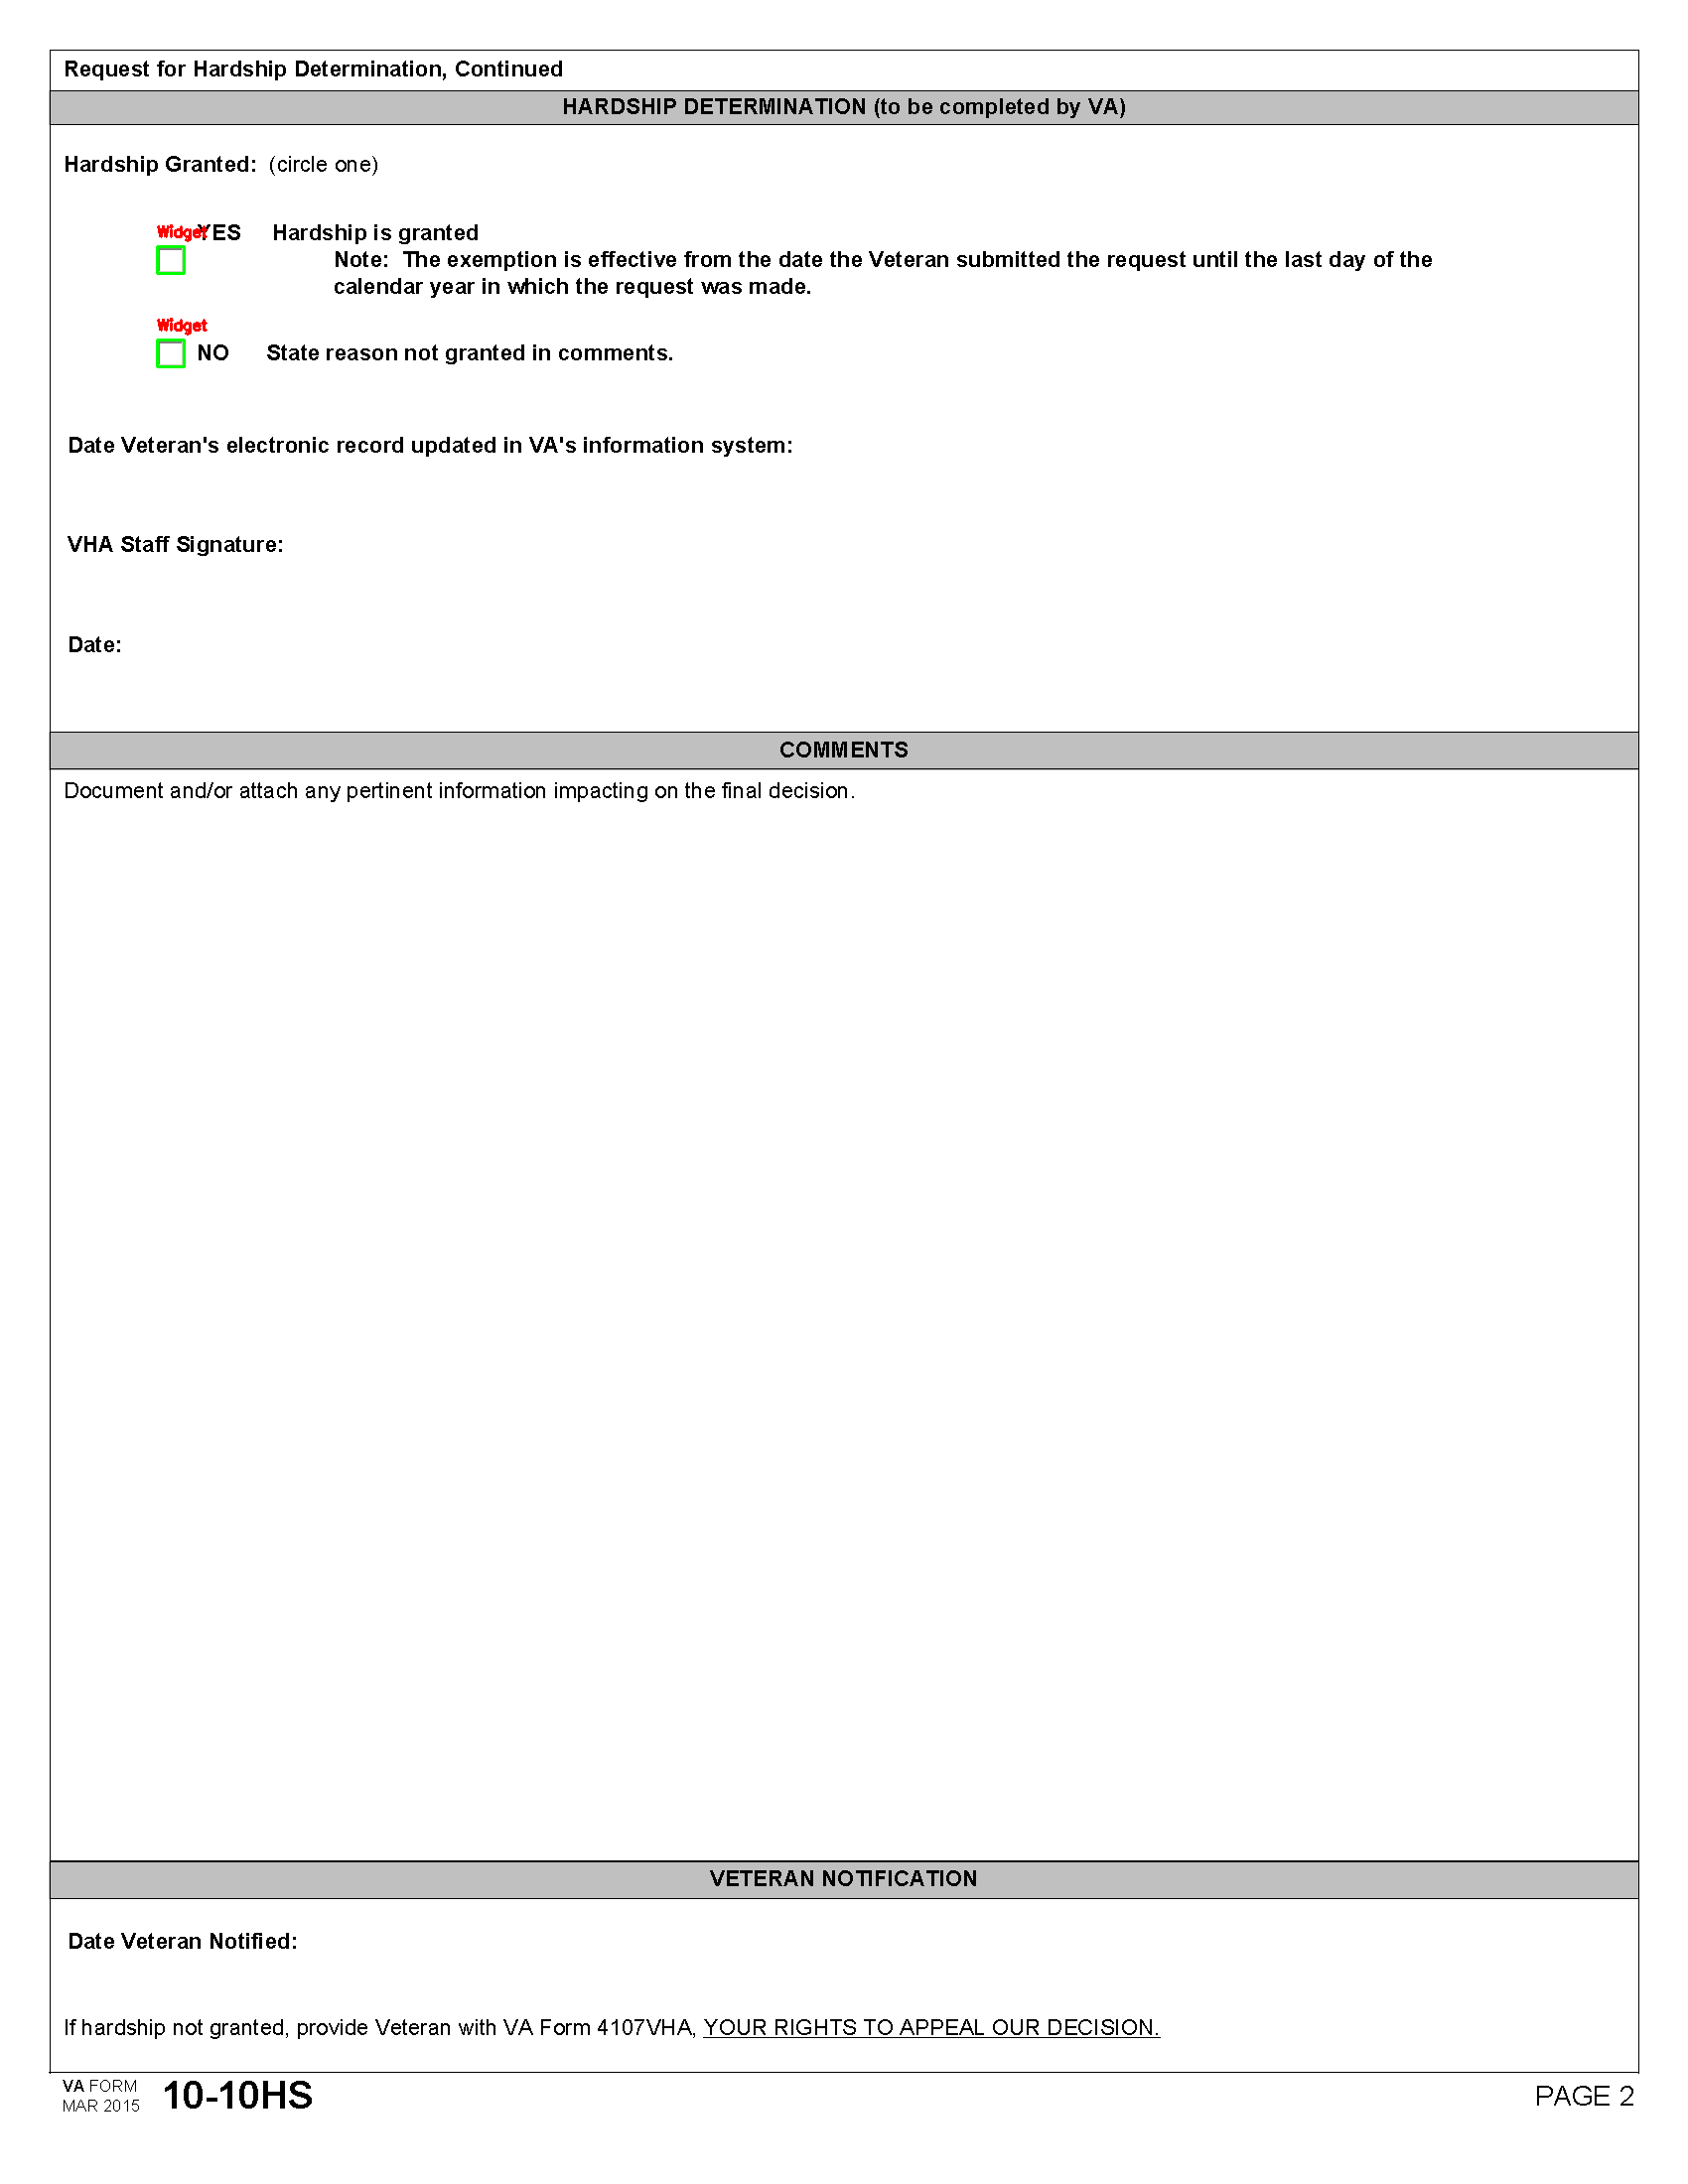 Request for Hardship Determination, Continued
HARDSHIP DETERMINATION (to be completed by VA)
Hardship Granted: (circle one)
Widget
YES Hardship is granted
Note: The exemption is effective from the date the Veteran submitted the request until the last day of the
calendar year in which the request was made.
Widget
NO State reason not granted in comments.
Date Veteran's electronic record updated in VA's information system:
VHA Staff Signature:
Date:
COMMENTS
Document and/or attach any pertinent information impacting on the final decision.
VETERAN NOTIFICATION
Date Veteran Notified:
If hardship not granted, provide Veteran with VA Form 4107VHA, YOUR RIGHTS TO APPEAL OUR DECISION.
VA FORM
MAR 2015
10-10HS
PAGE 2